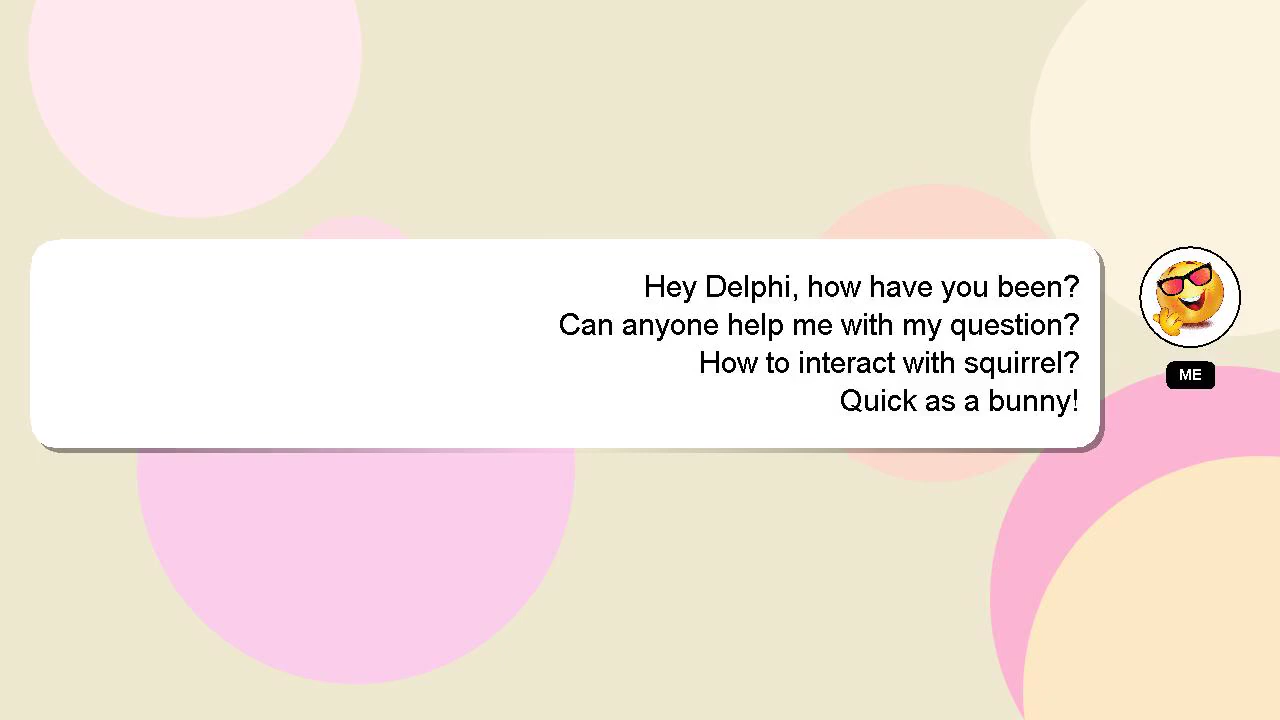 Hey Delphi, how have you been?
Can anyone help me with my question?
How to interact with squirrel?
Quick as a bunny!
ME